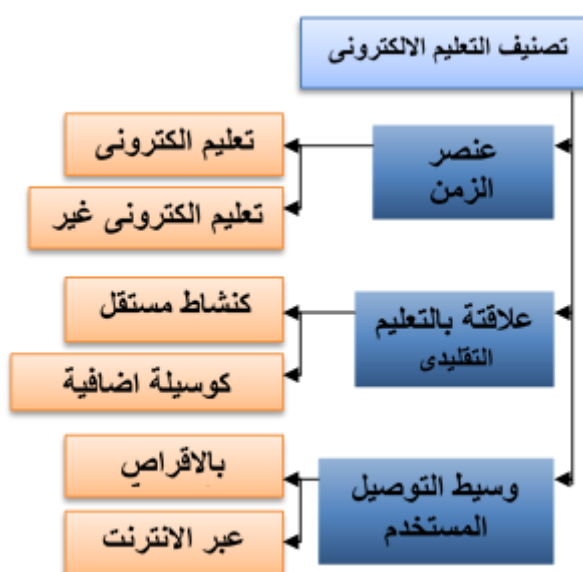 تصنيف التعليم الالكترونى
عنصر
الزمن
تعليم الكترونى
تعليم الكترونى غير
علاقتة بالتعليم
التقليدى
كنشاط مستقل
كوسيلة اضافية
وسيط التوصيل
المستخدم
بالاقراص
عبر الانترنت